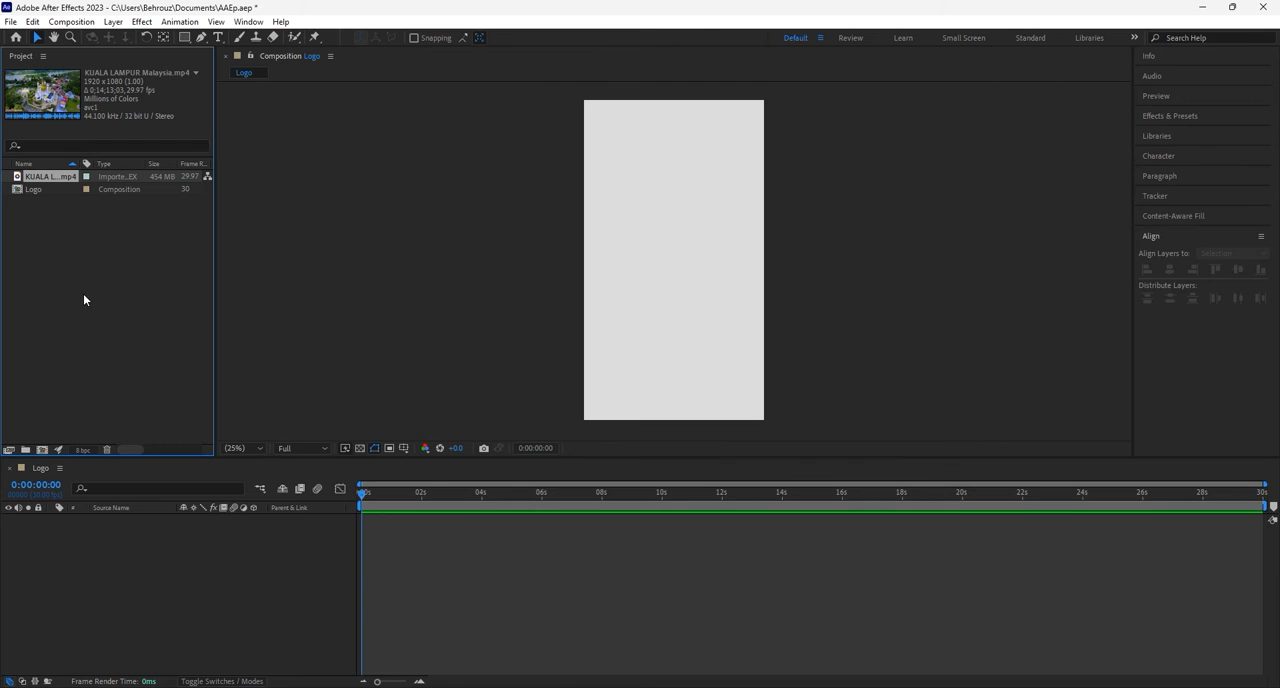 Adobe After Effects 2023 - C:\Users\Behrouz\Documents\AAEp.aep *
File Edit Composition Layer Effect Animation View Window Help
Snapping
Default Review Learn Small Screen Standard Libraries Search Help
Project
KUALA LAMPUR Malaysia.mp4
1920 x 1080 (1.00)
Δ 0;14;13;03, 29.97 fps
Millions of Colors
avc1
44.100 kHz / 32 bit U / Stereo
Name Type Size Frame R...
KUALA L...mp4 Importe...EX 454 MB 29.97
Logo Composition 30
8 bpc
Composition Logo
Logo
(25%) Full +0.0 0:00:00:00
Info
Audio
Preview
Effects & Presets
Libraries
Character
Paragraph
Tracker
Content-Aware Fill
Align
Align Layers to: Selection
Distribute Layers:
Logo
0:00:00:00
00000 (30.00 fps)
# Source Name Parent & Link
02s 04s 06s 08s 10s 12s 14s 16s 18s 20s 22s 24s 26s 28s 30s
Frame Render Time: 0ms Toggle Switches / Modes